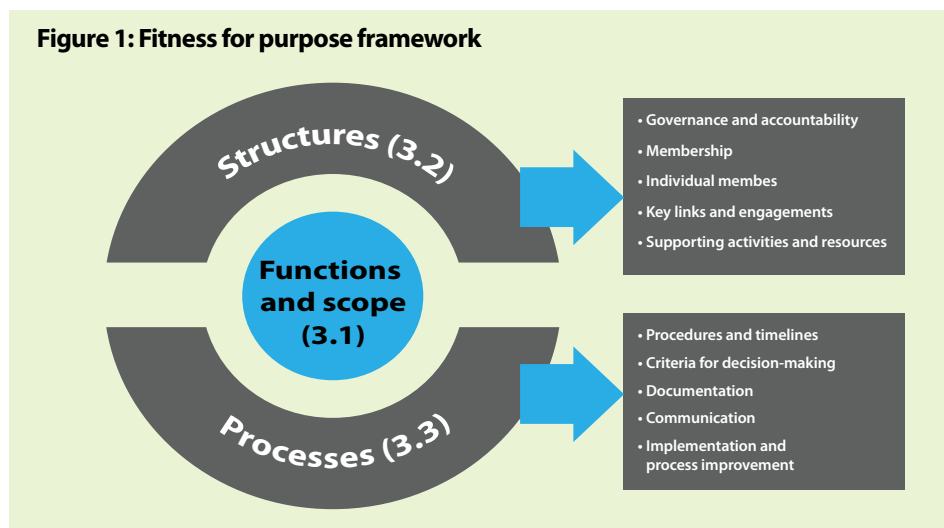 Figure 1: Fitness for purpose framework
Structures (3.2)
• Governance and accountability
• Membership
• Individual membes
• Key links and engagements
• Supporting activities and resources
Functions
and scope
(3.1)
Processes (3.3)
• Procedures and timelines
• Criteria for decision-making
• Documentation
• Communication
• Implementation and
process improvement